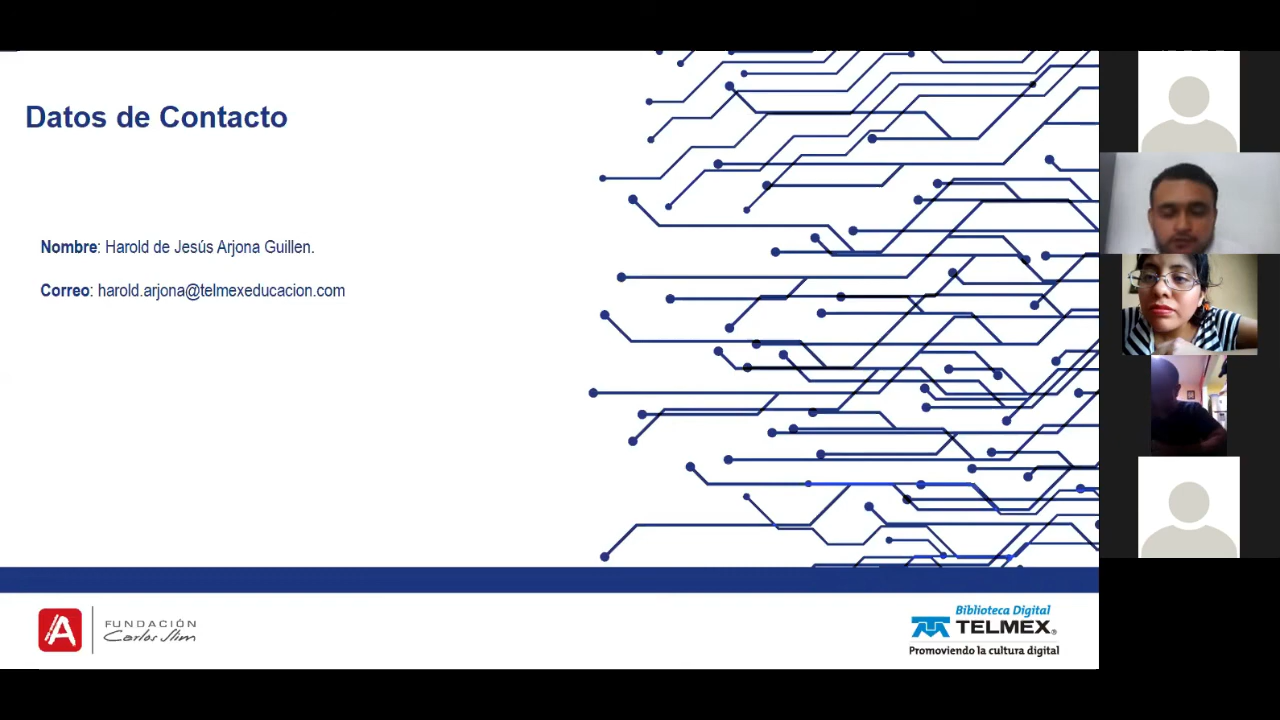 Datos de Contacto
Nombre: Harold de Jesús Arjona Guillen.
Correo: harold.arjona@telmexeducacion.com
FUNDACIÓN
Carlos Slim
Biblioteca Digital
TELMEX®
Promoviendo la cultura digital